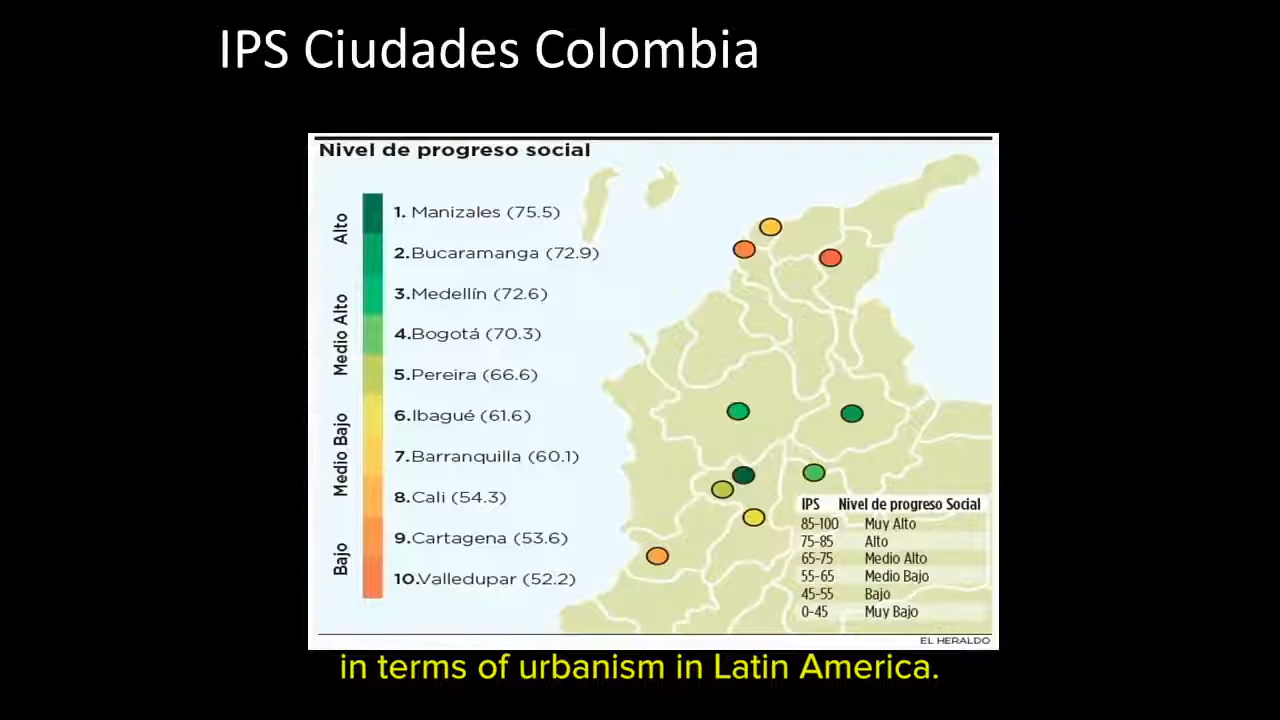 IPS Ciudades Colombia
Nivel de progreso social
Alto
Medio Alto
Medio Bajo
Bajo
1. Manizales (75.5)
2.Bucaramanga (72.9)
3.Medellín (72.6)
4.Bogotá (70.3)
5.Pereira (66.6)
6.Ibagué (61.6)
7.Barranquilla (60.1)
8.Cali (54.3)
9.Cartagena (53.6)
10.Valledupar (52.2)
IPS Nivel de progreso Social
85-100 Muy Alto
75-85 Alto
65-75 Medio Alto
55-65 Medio Bajo
45-55 Bajo
0-45 Muy Bajo
EL HERALDO
in terms of urbanism in Latin America.